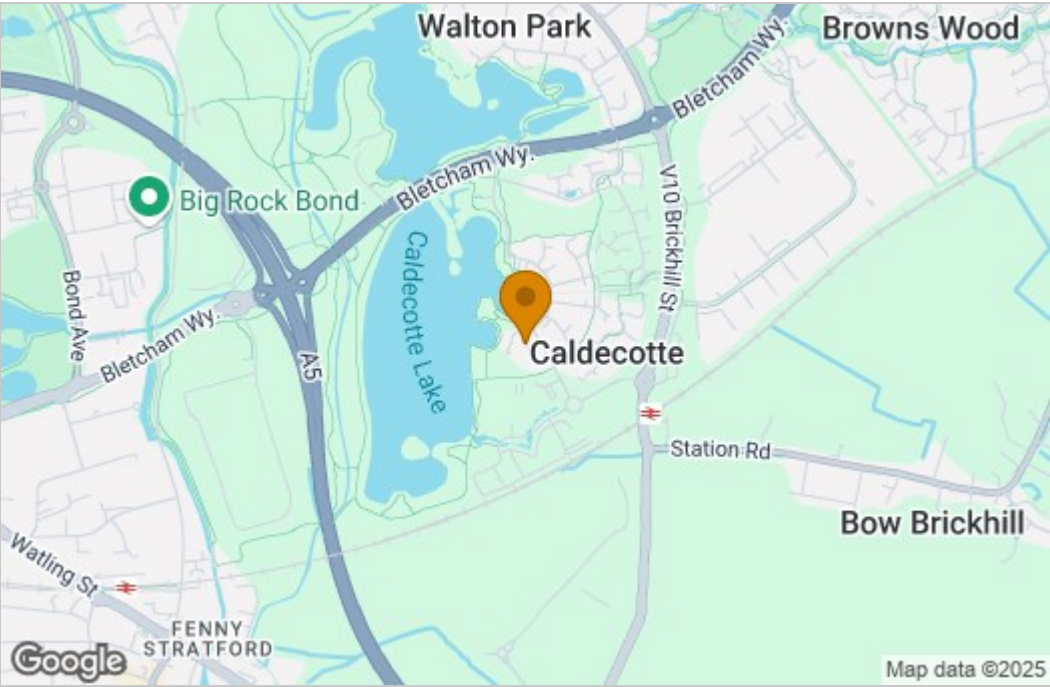 Walton Park
Browns Wood
Bletcham Wy.
Bletcham Wy.
Big Rock Bond
V10 Brickhill St
Caldecotte Lake
Bond Ave
Bletcham Wy.
A5
Caldecotte
Station Rd
Bow Brickhill
Watling St
FENNY
STRATFORD
Google
Map data ©2025